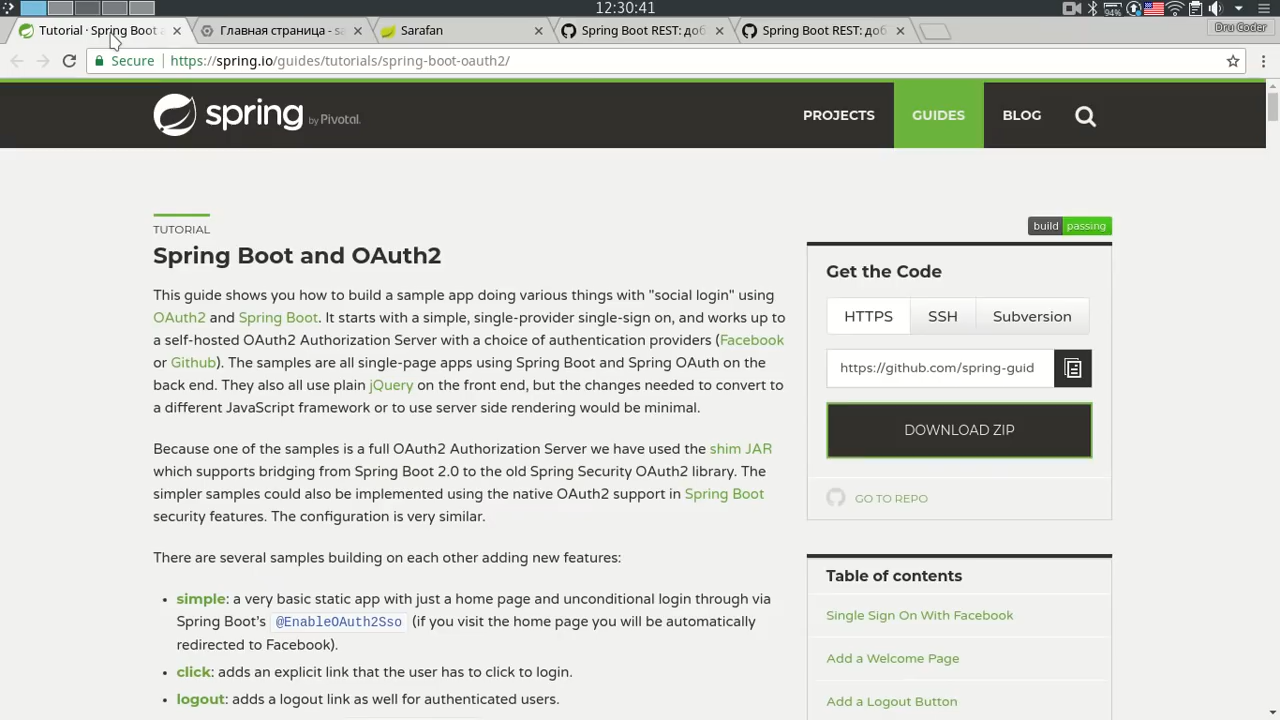 12:30:41
94%
Tutorial · Spring Boot
Главная страница - sa
Sarafan
Spring Boot REST: доб
Spring Boot REST: доб
Dru Coder
Secure
https://spring.io/guides/tutorials/spring-boot-oauth2/
spring by Pivotal.
PROJECTS
GUIDES
BLOG
TUTORIAL
Spring Boot and OAuth2
This guide shows you how to build a sample app doing various things with "social login" using
OAuth2 and Spring Boot. It starts with a simple, single-provider single-sign on, and works up to
a self-hosted OAuth2 Authorization Server with a choice of authentication providers (Facebook
or Github). The samples are all single-page apps using Spring Boot and Spring OAuth on the
back end. They also all use plain jQuery on the front end, but the changes needed to convert to
a different JavaScript framework or to use server side rendering would be minimal.
Because one of the samples is a full OAuth2 Authorization Server we have used the shim JAR
which supports bridging from Spring Boot 2.0 to the old Spring Security OAuth2 library. The
simpler samples could also be implemented using the native OAuth2 support in Spring Boot
security features. The configuration is very similar.
There are several samples building on each other adding new features:
• simple: a very basic static app with just a home page and unconditional login through via
Spring Boot's @EnableOAuth2Sso (if you visit the home page you will be automatically
redirected to Facebook).
• click: adds an explicit link that the user has to click to login.
• logout: adds a logout link as well for authenticated users.
build passing
Get the Code
HTTPS
SSH
Subversion
https://github.com/spring-guid
DOWNLOAD ZIP
GO TO REPO
Table of contents
Single Sign On With Facebook
Add a Welcome Page
Add a Logout Button